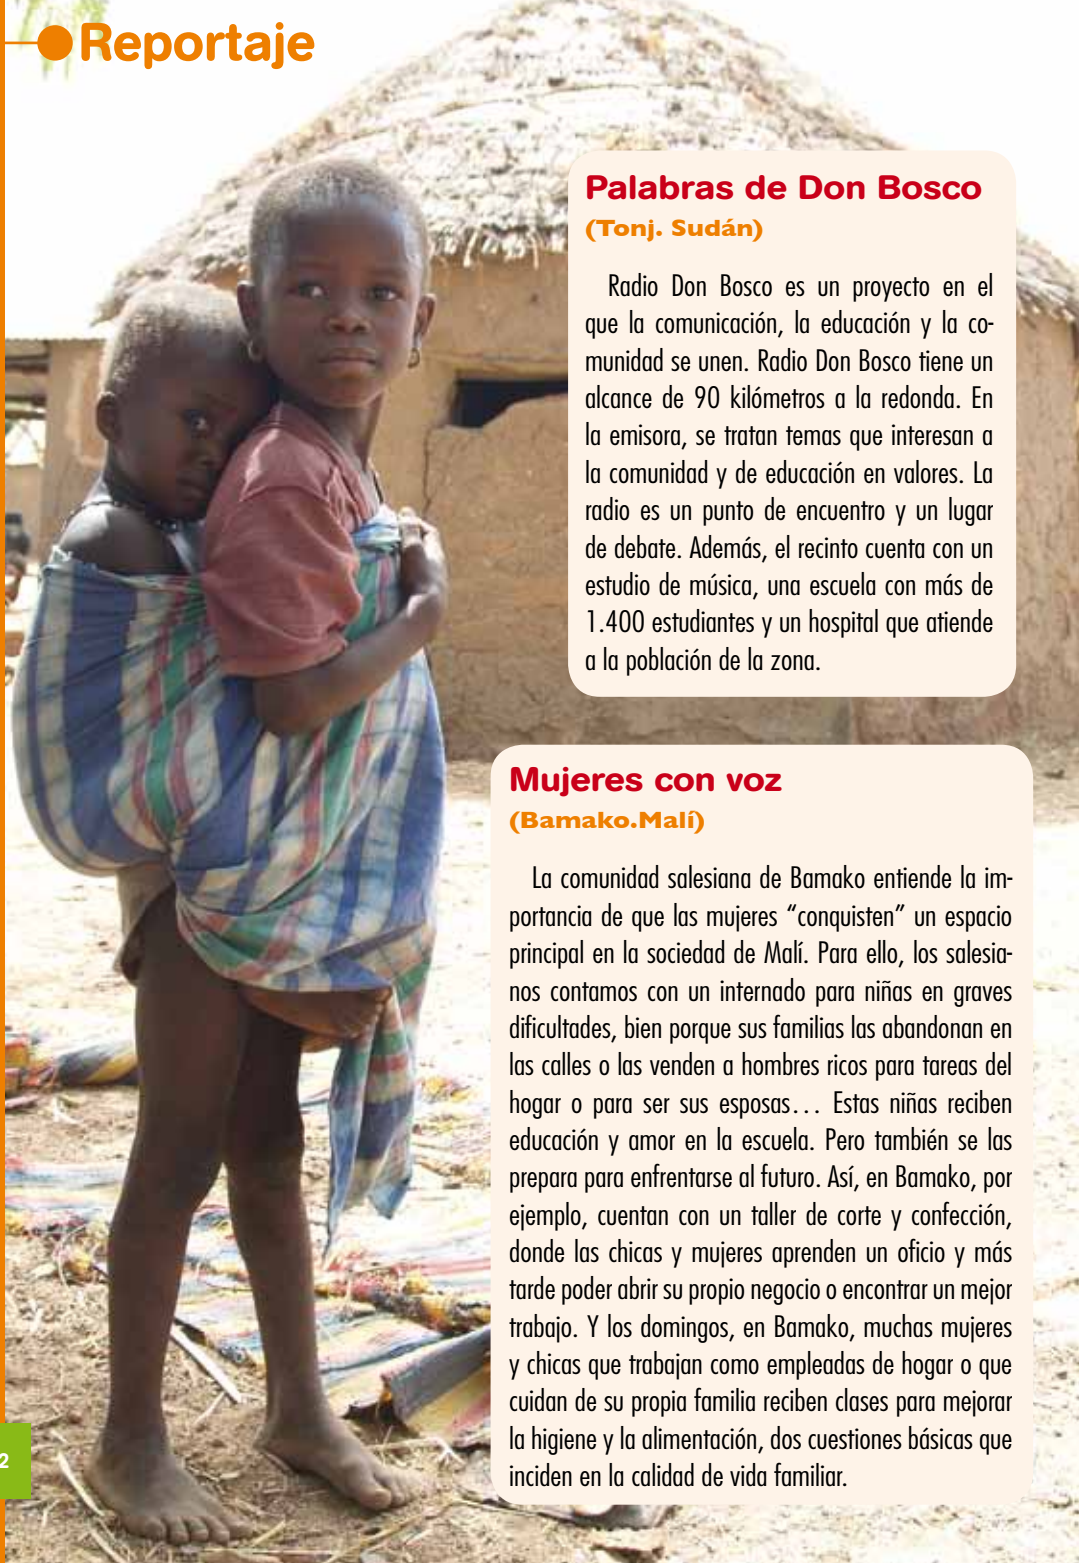 Reportaje
Palabras de Don Bosco
(Tonj. Sudán)
Radio Don Bosco es un proyecto en el
que la comunicación, la educación y la co-
munidad se unen. Radio Don Bosco tiene un
alcance de 90 kilómetros a la redonda. En
la emisora, se tratan temas que interesan a
la comunidad y de educación en valores. La
radio es un punto de encuentro y un lugar
de debate. Además, el recinto cuenta con un
estudio de música, una escuela con más de
1.400 estudiantes y un hospital que atiende
a la población de la zona.
Mujeres con voz
(Bamako.Malí)
La comunidad salesiana de Bamako entiende la im-
portancia de que las mujeres “conquisten” un espacio
principal en la sociedad de Malí. Para ello, los salesia-
nos contamos con un internado para niñas en graves
dificultades, bien porque sus familias las abandonan en
las calles o las venden a hombres ricos para tareas del
hogar o para ser sus esposas… Estas niñas reciben
educación y amor en la escuela. Pero también se las
prepara para enfrentarse al futuro. Así, en Bamako, por
ejemplo, cuentan con un taller de corte y confección,
donde las chicas y mujeres aprenden un oficio y más
tarde poder abrir su propio negocio o encontrar un mejor
trabajo. Y los domingos, en Bamako, muchas mujeres
y chicas que trabajan como empleadas de hogar o que
cuidan de su propia familia reciben clases para mejorar
la higiene y la alimentación, dos cuestiones básicas que
inciden en la calidad de vida familiar.
2